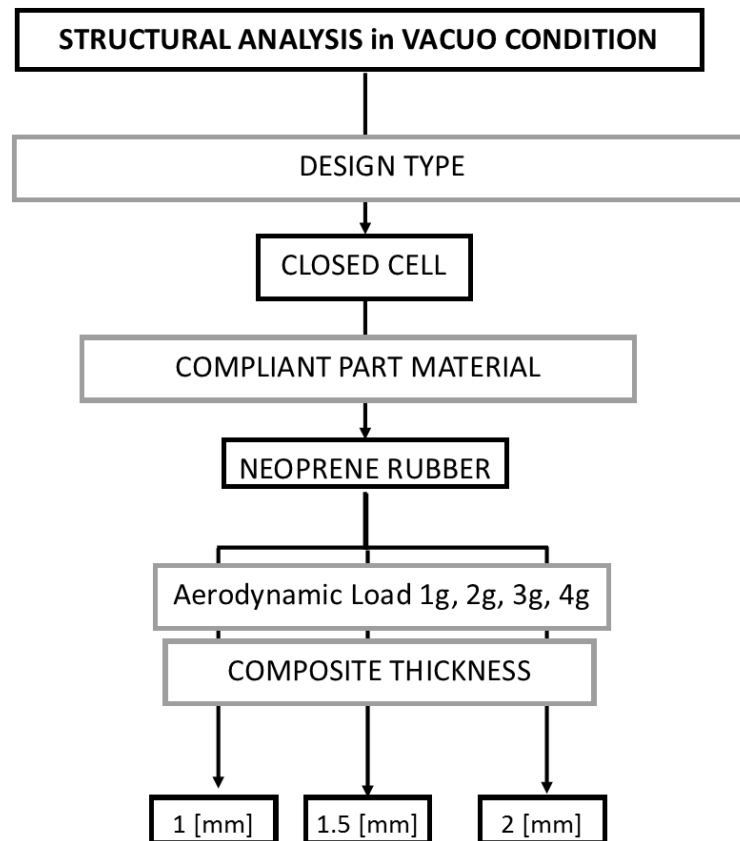 STRUCTURAL ANALYSIS in VACUO CONDITION
DESIGN TYPE
CLOSED CELL
COMPLIANT PART MATERIAL
NEOPRENE RUBBER
Aerodynamic Load 1g, 2g, 3g, 4g
COMPOSITE THICKNESS
1 [mm]
1.5 [mm]
2 [mm]